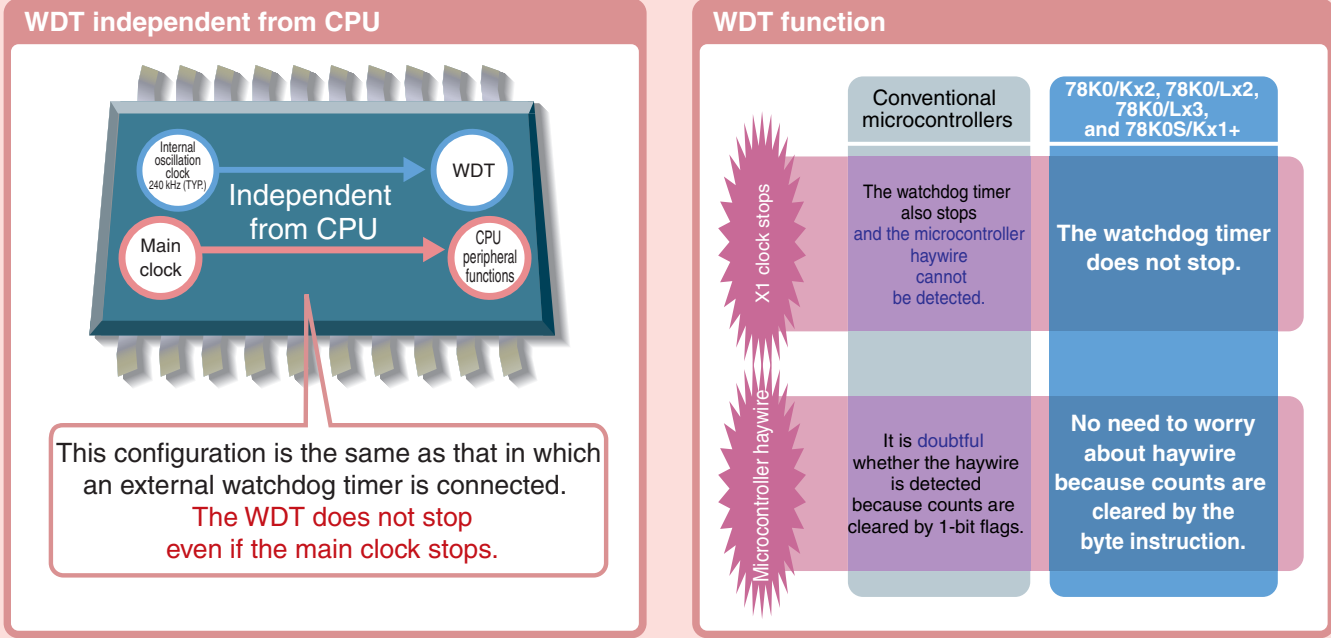 WDT independent from CPU
Internal
oscillation
clock
240 kHz (TYP.)
WDT
Independent
from CPU
Main
clock
CPU
peripheral
functions
This configuration is the same as that in which
an external watchdog timer is connected.
The WDT does not stop
even if the main clock stops.
WDT function
Conventional
microcontrollers
78K0/Kx2, 78K0/Lx2,
78K0/Lx3,
and 78K0S/Kx1+
X1 clock stops
The watchdog timer
also stops
and the microcontroller
haywire
cannot
be detected.
The watchdog timer
does not stop.
Microcontroller haywire
It is doubtful
whether the haywire
is detected
because counts are
cleared by 1-bit flags.
No need to worry
about haywire
because counts are
cleared by the
byte instruction.